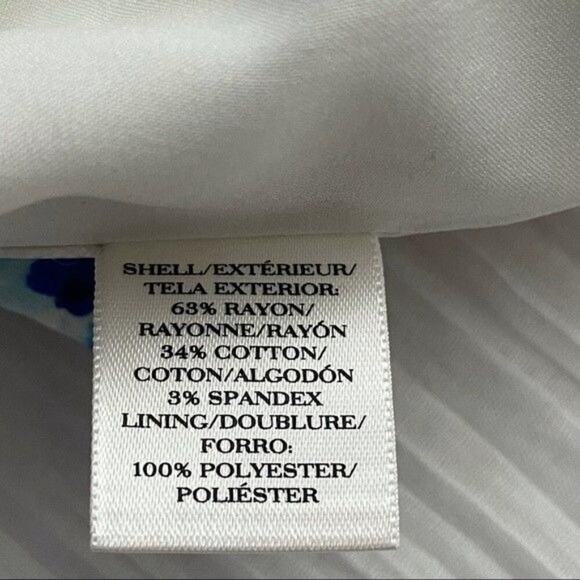 SHELL/EXTÉRIEUR/
TELA EXTERIOR:
63% RAYON/
RAYONNE/RAYÓN
34% COTTON/
COTON/ALGODÓN
3% SPANDEX
LINING/DOUBLURE/
FORRO:
100% POLYESTER/
POLIÉSTER